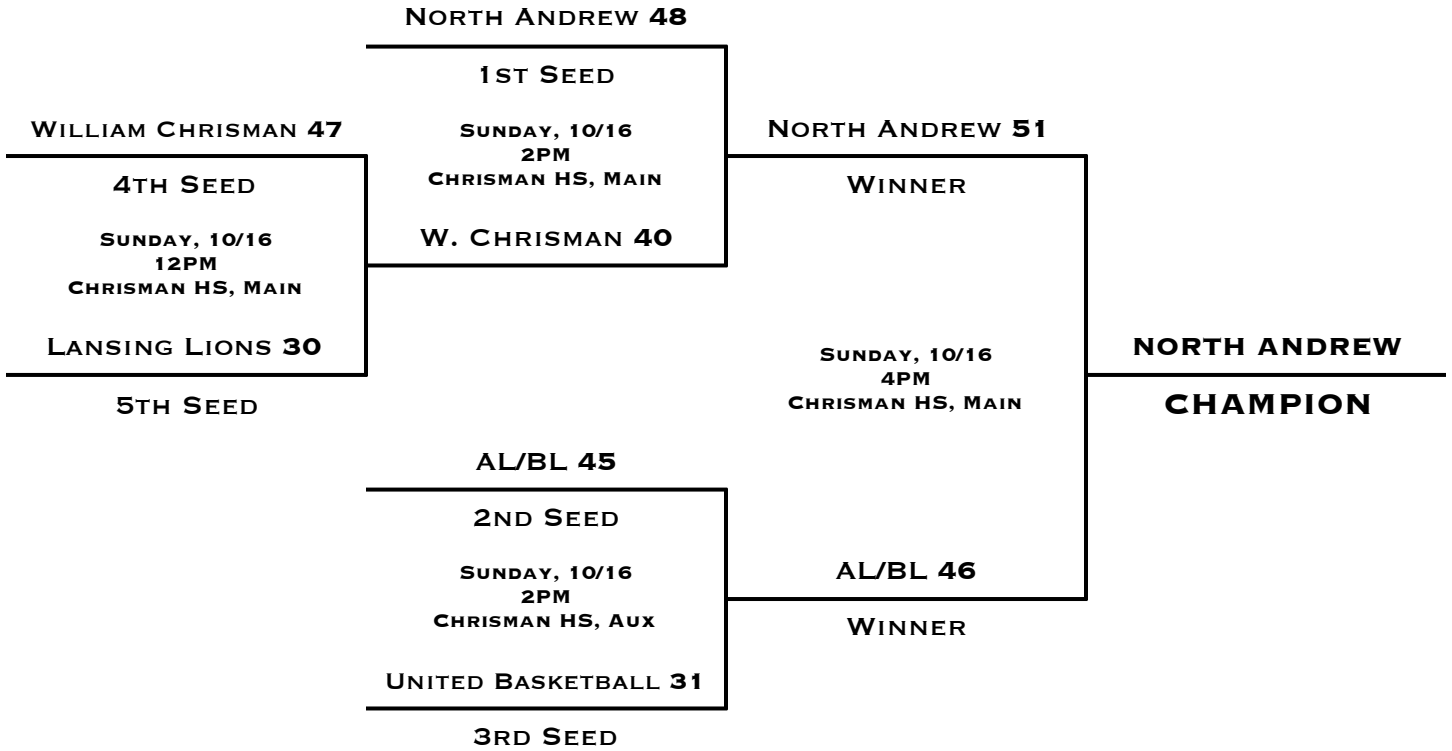 North Andrew 48
1st Seed
Sunday, 10/16
2PM
Chrisman HS, Main
W. Chrisman 40
William Chrisman 47
4th Seed
Sunday, 10/16
12PM
Chrisman HS, Main
Lansing Lions 30
5th Seed
North Andrew 51
Winner
Sunday, 10/16
4PM
Chrisman HS, Main
NORTH ANDREW
CHAMPION
AL/BL 45
2nd Seed
Sunday, 10/16
2PM
Chrisman HS, Aux
United Basketball 31
3rd Seed
AL/BL 46
Winner